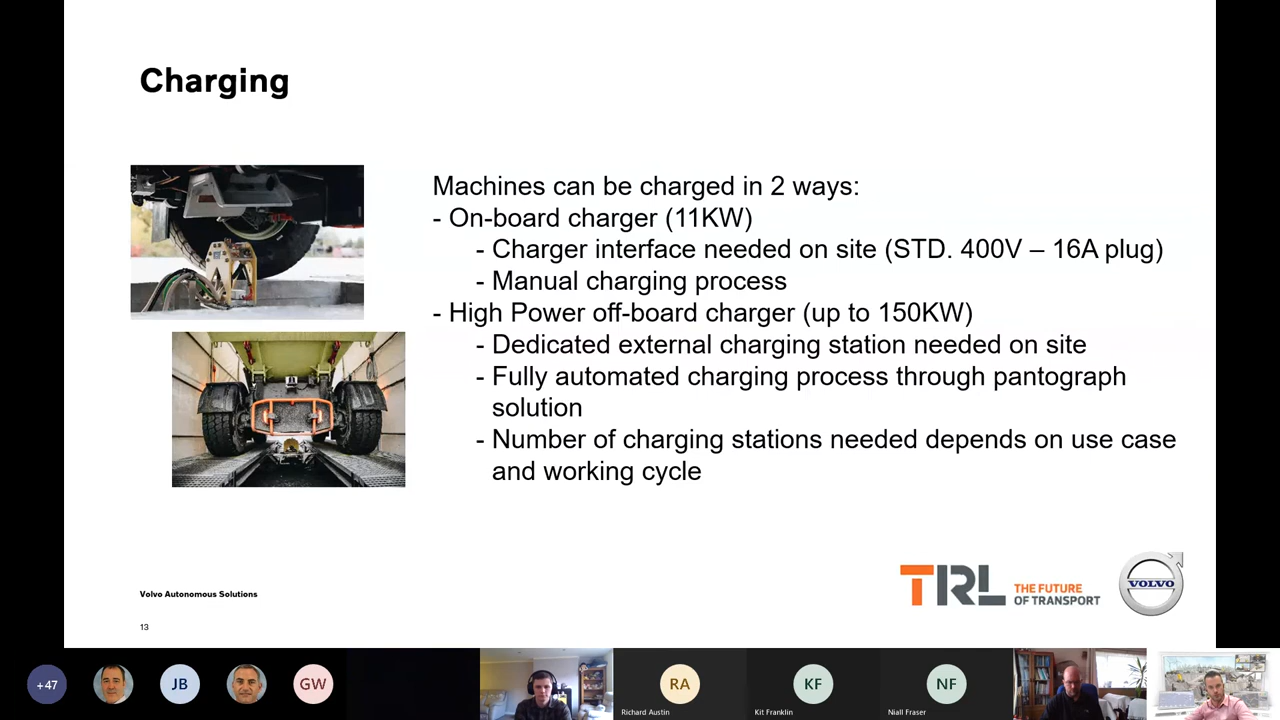 Charging
Machines can be charged in 2 ways:
- On-board charger (11KW)
- Charger interface needed on site (STD. 400V – 16A plug)
- Manual charging process
- High Power off-board charger (up to 150KW)
- Dedicated external charging station needed on site
- Fully automated charging process through pantograph
solution
- Number of charging stations needed depends on use case
and working cycle
TRL THE FUTURE
OF TRANSPORT
VOLVO
Volvo Autonomous Solutions
13
+47
JB
GW
RA
Richard Austin
KF
Kit Franklin
NF
Niall Fraser